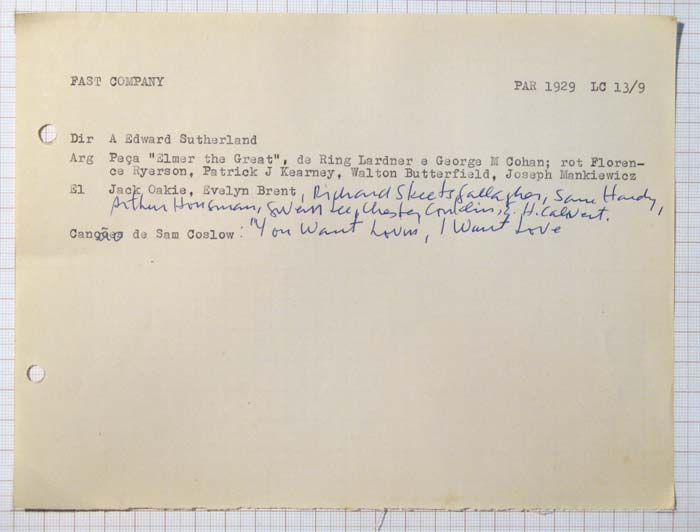 FAST COMPANY PAR 1929 LC 13/9
Dir A Edward Sutherland
Arg Peça "Elmer the Great", de Ring Lardner e George M Cohan; rot Floren-
ce Ryerson, Patrick J Kearney, Walton Butterfield, Joseph Mankiewicz
El Jack Oakie, Evelyn Brent, Richard Skeets Gallagher, Sam Hardy,
Arthur Housman, Gwen Lee, Chester Conklin, E. H. Calvert.
Canção de Sam Coslow: "You Want Lovin, I Want Love